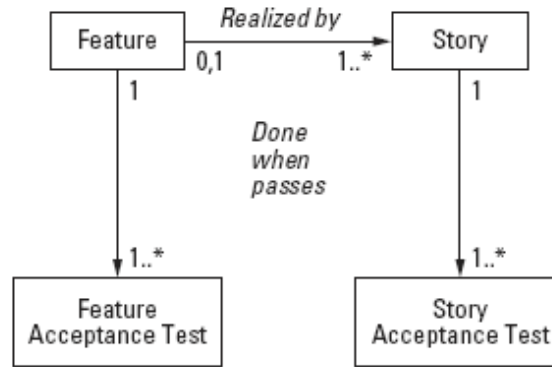 Realized by
Feature
Story
0,1
1..*
1
1
Done
when
passes
1..*
1..*
Feature
Acceptance Test
Story
Acceptance Test